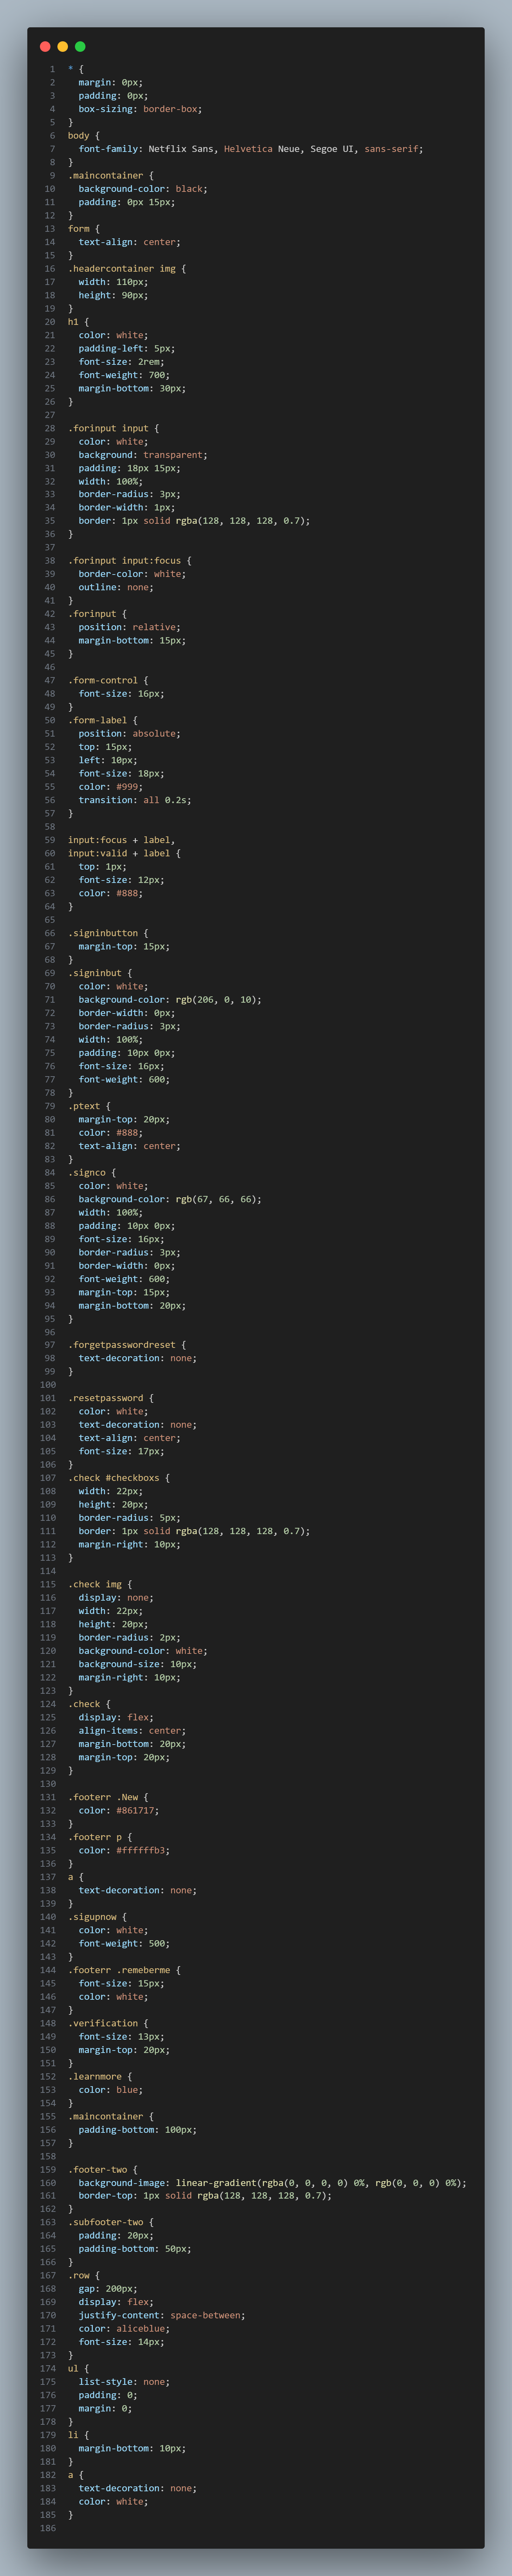 1 * {
2 margin: 0px;
3 padding: 0px;
4 box-sizing: border-box;
5 }
6 body {
7 font-family: Netflix Sans, Helvetica Neue, Segoe UI, sans-serif;
8 }
9 .maincontainer {
10 background-color: black;
11 padding: 0px 15px;
12 }
13 form {
14 text-align: center;
15 }
16 .headercontainer img {
17 width: 110px;
18 height: 90px;
19 }
20 h1 {
21 color: white;
22 padding-left: 5px;
23 font-size: 2rem;
24 font-weight: 700;
25 margin-bottom: 30px;
26 }
27
28 .forinput input {
29 color: white;
30 background: transparent;
31 padding: 18px 15px;
32 width: 100%;
33 border-radius: 3px;
34 border-width: 1px;
35 border: 1px solid rgba(128, 128, 128, 0.7);
36 }
37
38 .forinput input:focus {
39 border-color: white;
40 outline: none;
41 }
42 .forinput {
43 position: relative;
44 margin-bottom: 15px;
45 }
46
47 .form-control {
48 font-size: 16px;
49 }
50 .form-label {
51 position: absolute;
52 top: 15px;
53 left: 10px;
54 font-size: 18px;
55 color: #999;
56 transition: all 0.2s;
57 }
58
59 input:focus + label,
60 input:valid + label {
61 top: 1px;
62 font-size: 12px;
63 color: #888;
64 }
65
66 .signinbutton {
67 margin-top: 15px;
68 }
69 .signinbut {
70 color: white;
71 background-color: rgb(206, 0, 10);
72 border-width: 0px;
73 border-radius: 3px;
74 width: 100%;
75 padding: 10px 0px;
76 font-size: 16px;
77 font-weight: 600;
78 }
79 .ptext {
80 margin-top: 20px;
81 color: #888;
82 text-align: center;
83 }
84 .signco {
85 color: white;
86 background-color: rgb(67, 66, 66);
87 width: 100%;
88 padding: 10px 0px;
89 font-size: 16px;
90 border-radius: 3px;
91 border-width: 0px;
92 font-weight: 600;
93 margin-top: 15px;
94 margin-bottom: 20px;
95 }
96
97 .forgetpasswordreset {
98 text-decoration: none;
99 }
100
101 .resetpassword {
102 color: white;
103 text-decoration: none;
104 text-align: center;
105 font-size: 17px;
106 }
107 .check #checkboxs {
108 width: 22px;
109 height: 20px;
110 border-radius: 5px;
111 border: 1px solid rgba(128, 128, 128, 0.7);
112 margin-right: 10px;
113 }
114
115 .check img {
116 display: none;
117 width: 22px;
118 height: 20px;
119 border-radius: 2px;
120 background-color: white;
121 background-size: 10px;
122 margin-right: 10px;
123 }
124 .check {
125 display: flex;
126 align-items: center;
127 margin-bottom: 20px;
128 margin-top: 20px;
129 }
130
131 .footerr .New {
132 color: #861717;
133 }
134 .footerr p {
135 color: #ffffffb3;
136 }
137 a {
138 text-decoration: none;
139 }
140 .sigupnow {
141 color: white;
142 font-weight: 500;
143 }
144 .footerr .remeberme {
145 font-size: 15px;
146 color: white;
147 }
148 .verification {
149 font-size: 13px;
150 margin-top: 20px;
151 }
152 .learnmore {
153 color: blue;
154 }
155 .maincontainer {
156 padding-bottom: 100px;
157 }
158
159 .footer-two {
160 background-image: linear-gradient(rgba(0, 0, 0, 0) 0%, rgb(0, 0, 0) 0%);
161 border-top: 1px solid rgba(128, 128, 128, 0.7);
162 }
163 .subfooter-two {
164 padding: 20px;
165 padding-bottom: 50px;
166 }
167 .row {
168 gap: 200px;
169 display: flex;
170 justify-content: space-between;
171 color: aliceblue;
172 font-size: 14px;
173 }
174 ul {
175 list-style: none;
176 padding: 0;
177 margin: 0;
178 }
179 li {
180 margin-bottom: 10px;
181 }
182 a {
183 text-decoration: none;
184 color: white;
185 }
186